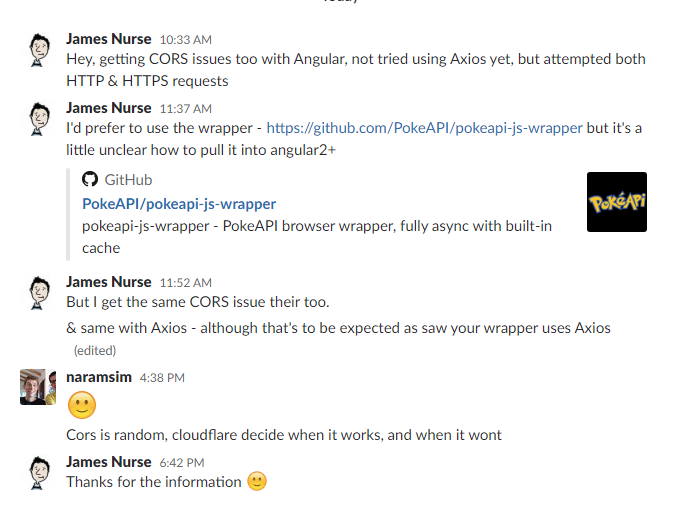 James Nurse 10:33 AM
Hey, getting CORS issues too with Angular, not tried using Axios yet, but attempted both
HTTP & HTTPS requests
James Nurse 11:37 AM
I'd prefer to use the wrapper - https://github.com/PokeAPI/pokeapi-js-wrapper but it's a
little unclear how to pull it into angular2+
GitHub
PokeAPI/pokeapi-js-wrapper
PokéAPi
pokeapi-js-wrapper - PokeAPI browser wrapper, fully async with built-in
cache
James Nurse 11:52 AM
But I get the same CORS issue their too.
& same with Axios - although that's to be expected as saw your wrapper uses Axios
(edited)
naramsim 4:38 PM
Cors is random, cloudflare decide when it works, and when it wont
James Nurse 6:42 PM
Thanks for the information